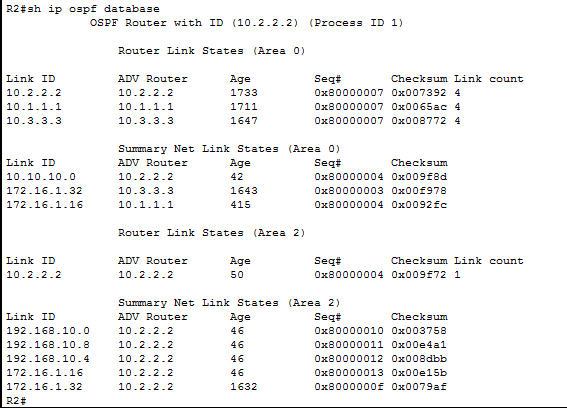 R2#sh ip ospf database
OSPF Router with ID (10.2.2.2) (Process ID 1)
Router Link States (Area 0)
Link ID ADV Router Age Seq# Checksum Link count
10.2.2.2 10.2.2.2 1733 0x80000007 0x007392 4
10.1.1.1 10.1.1.1 1711 0x80000007 0x0065ac 4
10.3.3.3 10.3.3.3 1647 0x80000007 0x008772 4
Summary Net Link States (Area 0)
Link ID ADV Router Age Seq# Checksum
10.10.10.0 10.2.2.2 42 0x80000004 0x009f8d
172.16.1.32 10.3.3.3 1643 0x80000003 0x00f978
172.16.1.16 10.1.1.1 415 0x80000004 0x0092fc
Router Link States (Area 2)
Link ID ADV Router Age Seq# Checksum Link count
10.2.2.2 10.2.2.2 50 0x80000004 0x009f72 1
Summary Net Link States (Area 2)
Link ID ADV Router Age Seq# Checksum
192.168.10.0 10.2.2.2 46 0x80000010 0x003758
192.168.10.8 10.2.2.2 46 0x80000011 0x00e4a1
192.168.10.4 10.2.2.2 46 0x80000012 0x008dbb
172.16.1.16 10.2.2.2 46 0x80000013 0x00e15b
172.16.1.32 10.2.2.2 1632 0x8000000f 0x0079af
R2#